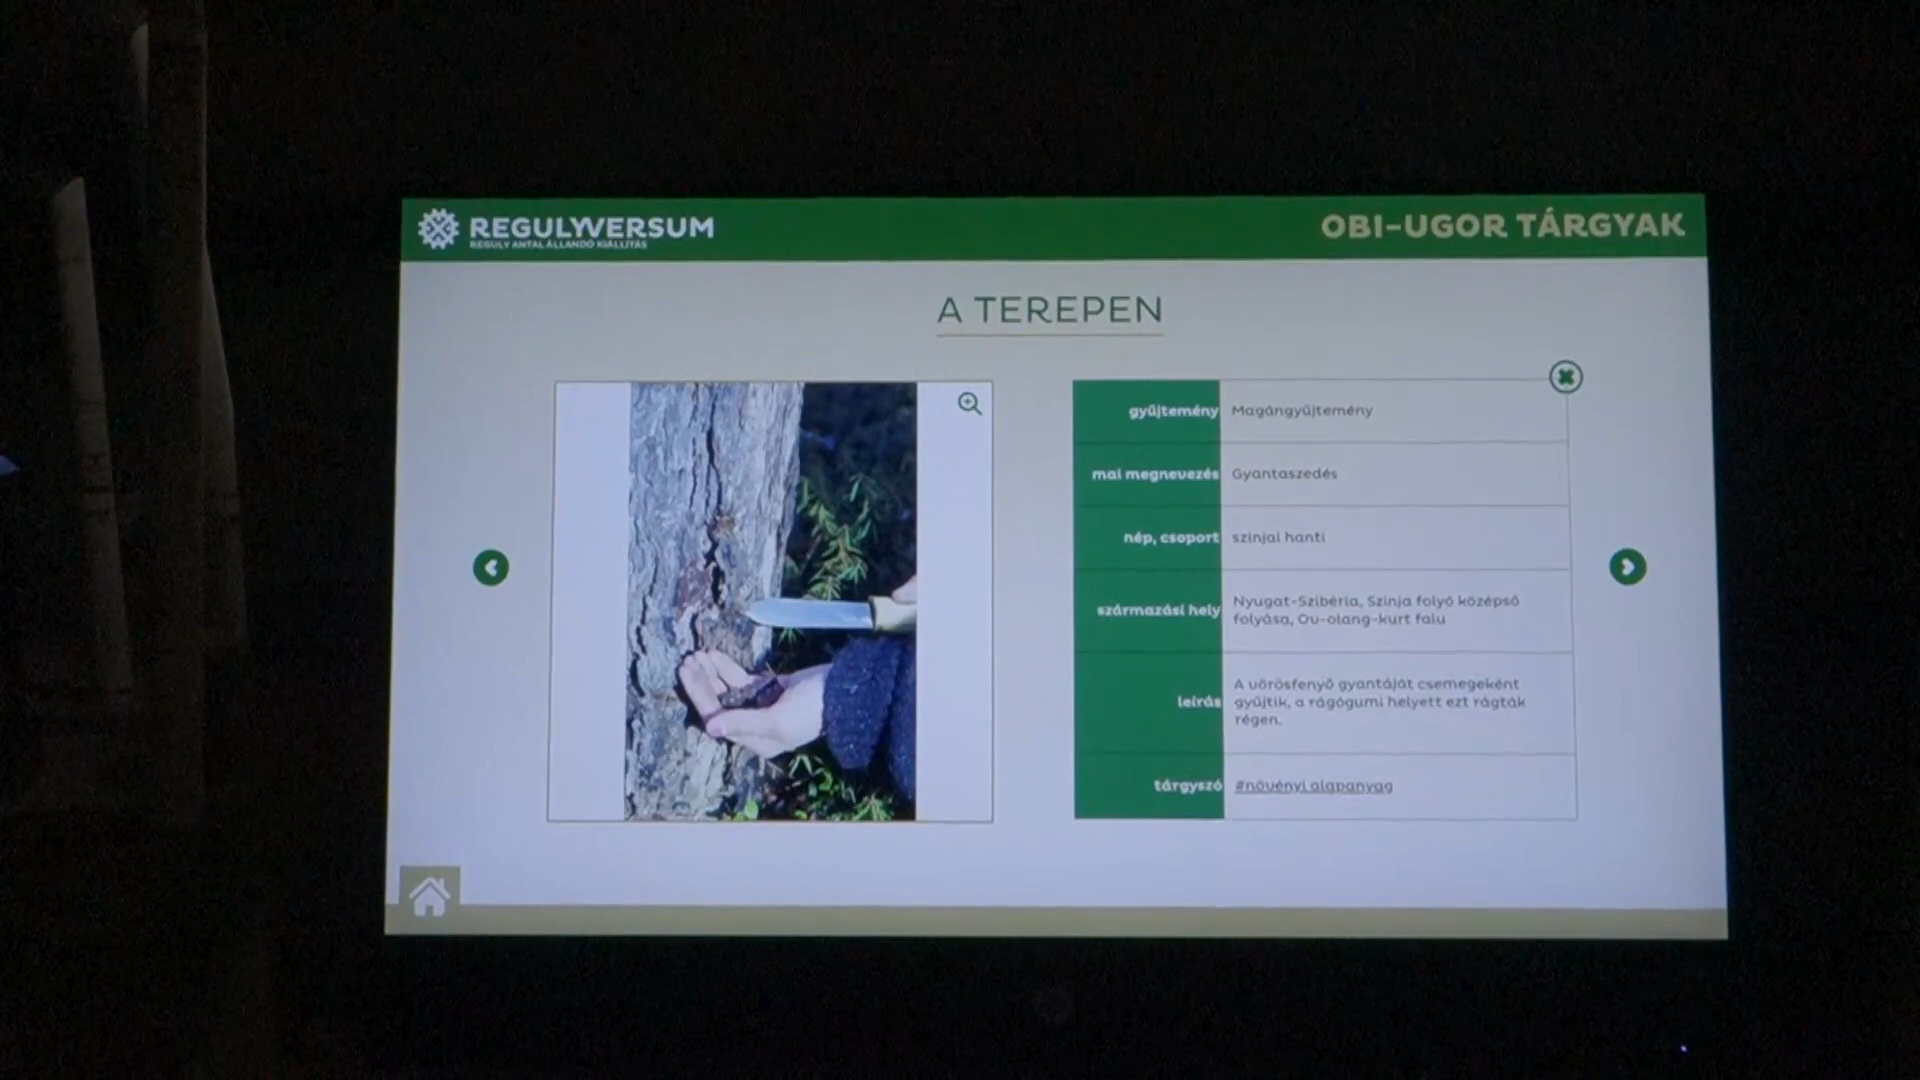 REGULYVERSUM
REGULY ANTAL ÁLLANDÓ KIÁLLÍTÁS
OBI-UGOR TÁRGYAK
A TEREPEN
gyűjtemény Magángyűjtemény
mai megnevezés Gyantaszedés
nép, csoport szinjai hanti
származási hely Nyugat-Szibéria, Szinja folyó középső
folyása, Ov-olang-kurt falu
leírás A vörösfenyő gyantáját csemegeként
gyűjtik, a rágógumi helyett ezt rágták
régen.
tárgyszó #növényi alapanyag